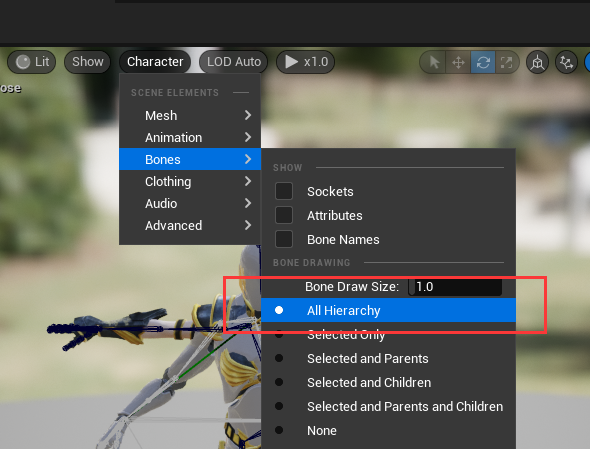 Lit Show Character LOD Auto x1.0
ose
SCENE ELEMENTS
Mesh
Animation
Bones
Clothing
Audio
Advanced
SHOW
Sockets
Attributes
Bone Names
BONE DRAWING
Bone Draw Size: 1.0
All Hierarchy
Selected Only
Selected and Parents
Selected and Children
Selected and Parents and Children
None